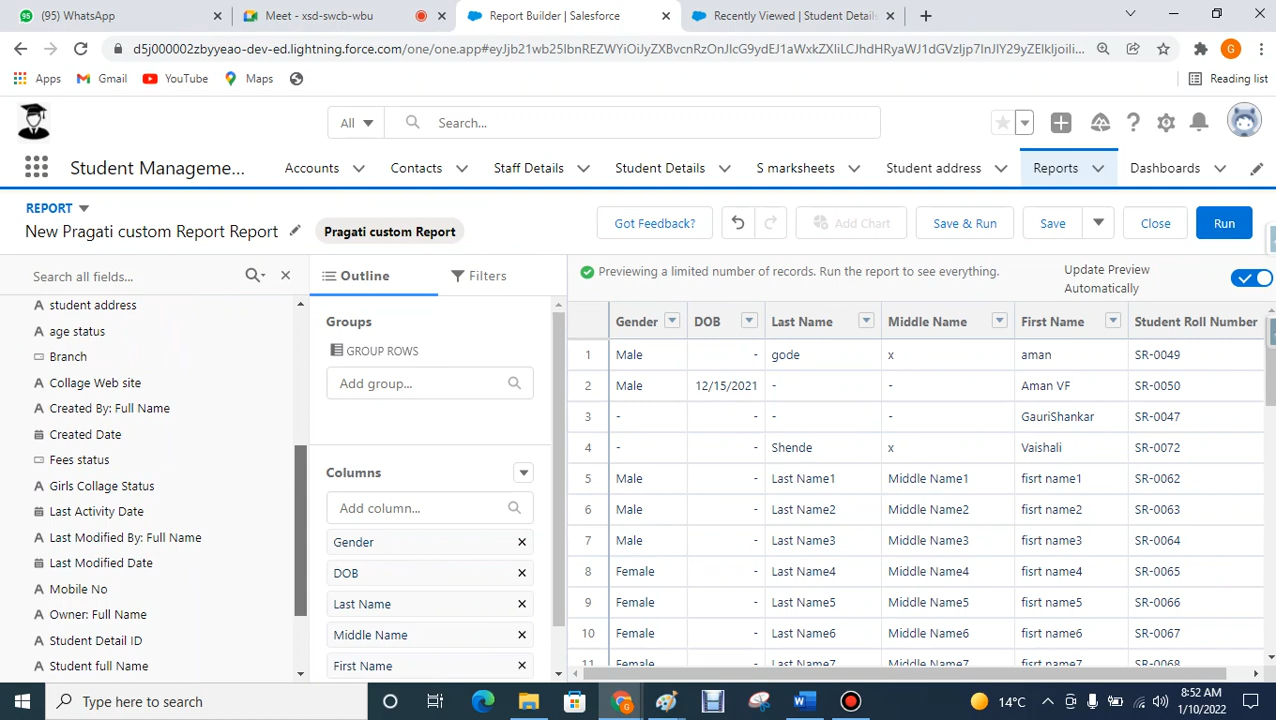 (95) WhatsApp
Meet - xsd-swcb-wbu
Report Builder | Salesforce
Recently Viewed | Student Details
d5j000002zbyyeao-dev-ed.lightning.force.com/one/one.app#
Apps
Gmail
YouTube
Maps
Reading list
All
Search...
Student Manageme...
Accounts
Contacts
Staff Details
Student Details
S marksheets
Student address
Reports
Dashboards
REPORT
New Pragati custom Report Report
Pragati custom Report
Got Feedback?
Add Chart
Save & Run
Save
Close
Run
Search all fields...
student address
age status
Branch
Collage Web site
Created By: Full Name
Created Date
Fees status
Girls Collage Status
Last Activity Date
Last Modified By: Full Name
Last Modified Date
Mobile No
Owner: Full Name
Student Detail ID
Student full Name
Outline
Filters
Groups
GROUP ROWS
Add group...
Columns
Add column...
Gender
DOB
Last Name
Middle Name
First Name
Previewing a limited number of records. Run the report to see everything.
Update Preview
Automatically
Gender DOB Last Name Middle Name First Name Student Roll Number
1 Male - gode x aman SR-0049
2 Male 12/15/2021 - - Aman VF SR-0050
3 - - - - GauriShankar SR-0047
4 - - Shende x Vaishali SR-0072
5 Male - Last Name1 Middle Name1 fisrt name1 SR-0062
6 Male - Last Name2 Middle Name2 fisrt name2 SR-0063
7 Male - Last Name3 Middle Name3 fisrt name3 SR-0064
8 Female - Last Name4 Middle Name4 fisrt name4 SR-0065
9 Female - Last Name5 Middle Name5 fisrt name5 SR-0066
10 Female - Last Name6 Middle Name6 fisrt name6 SR-0067
11 Female - Last Name7 Middle Name7 fisrt name7 SR-0068
Type here to search
14°C
8:52 AM
1/10/2022